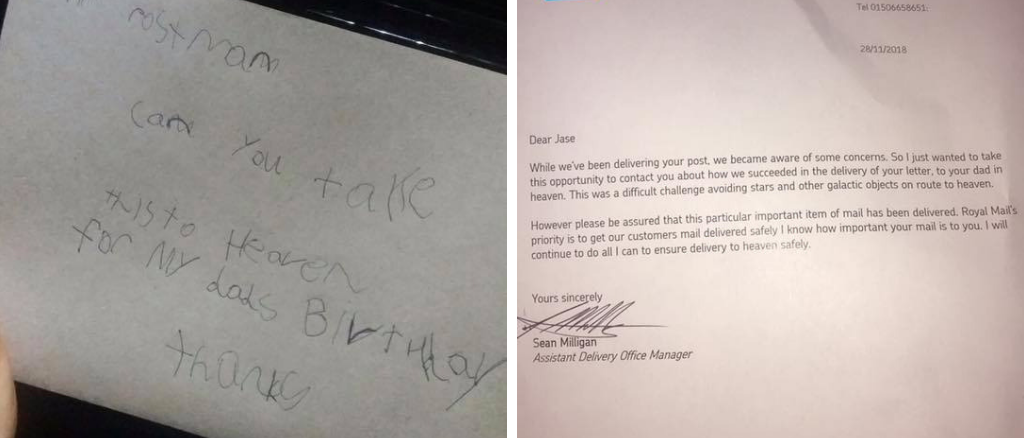 Postman
Can you take
this to Heaven
for My dads Birthday
thanks
Tel 01506658651:
28/11/2018
Dear Jase
While we've been delivering your post, we became aware of some concerns. So I just wanted to take
this opportunity to contact you about how we succeeded in the delivery of your letter, to your dad in
heaven. This was a difficult challenge avoiding stars and other galactic objects on route to heaven.
However please be assured that this particular important item of mail has been delivered. Royal Mail's
priority is to get our customers mail delivered safely I know how important your mail is to you. I will
continue to do all I can to ensure delivery to heaven safely.
Yours sincerely
Sean Milligan
Assistant Delivery Office Manager